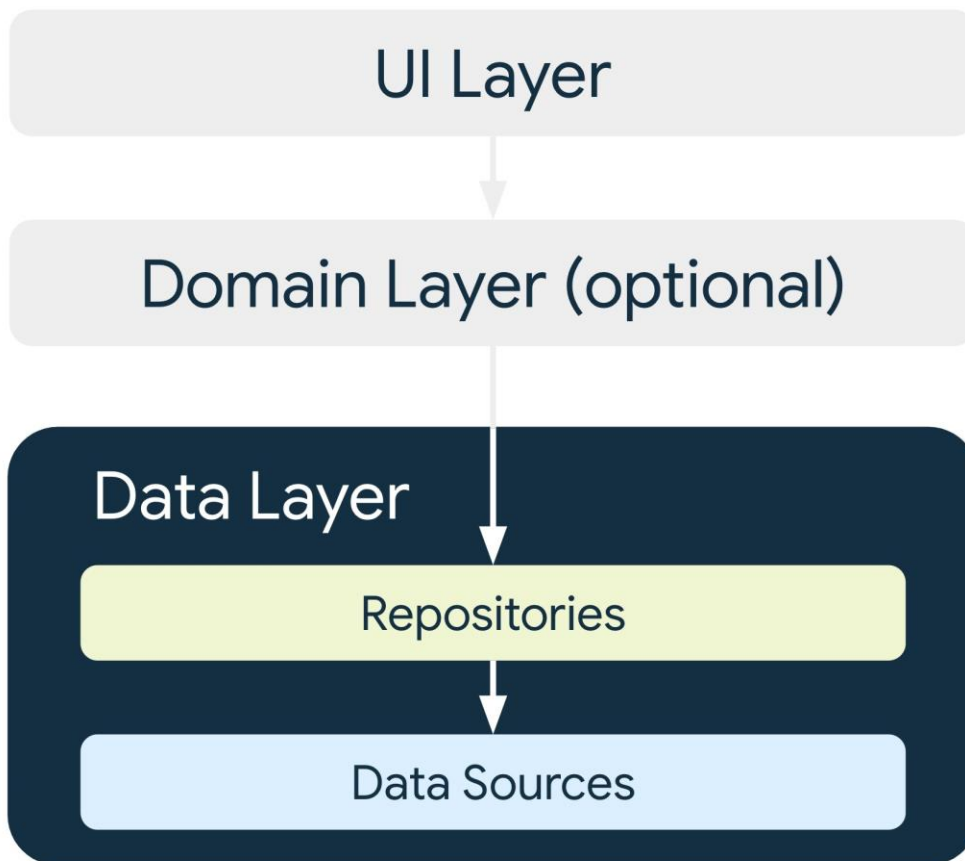 UI Layer
Domain Layer (optional)
Data Layer
Repositories
Data Sources